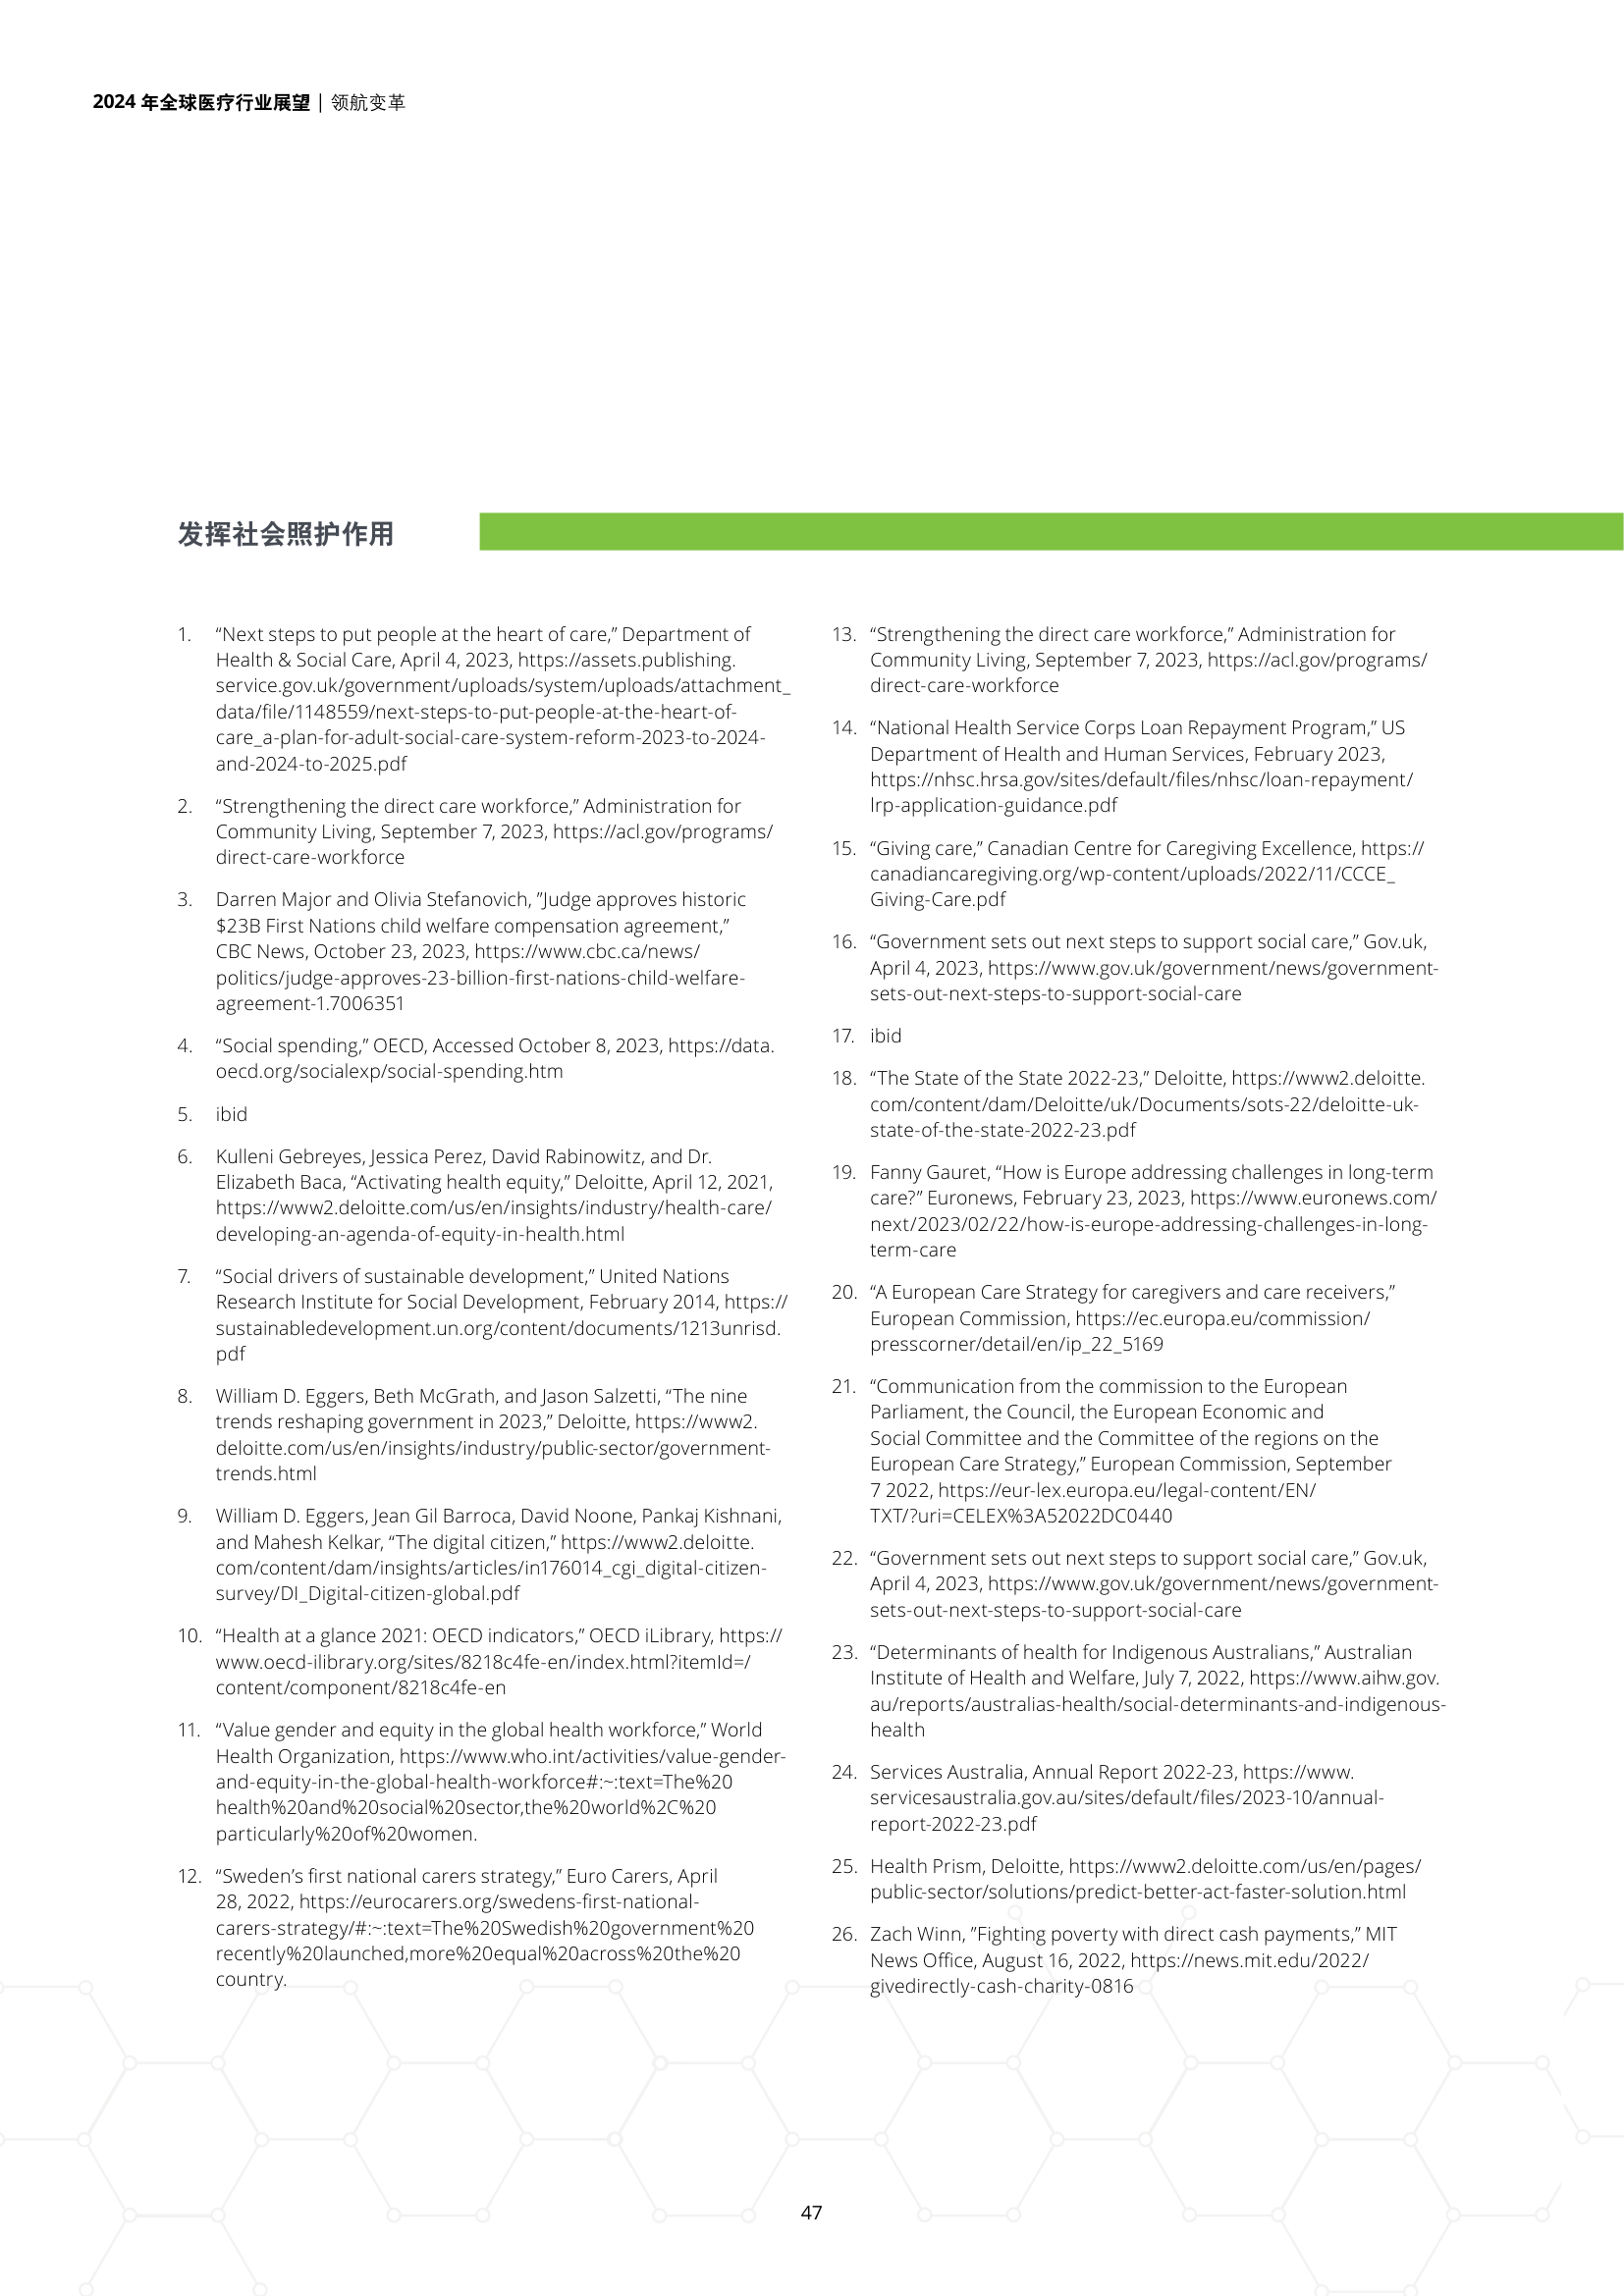 2024 年全球医疗行业展望 | 领航变革
发挥社会照护作用
1. “Next steps to put people at the heart of care,” Department of
Health & Social Care, April 4, 2023, https://assets.publishing.
service.gov.uk/government/uploads/system/uploads/attachment_
data/file/1148559/next-steps-to-put-people-at-the-heart-of-
care_a-plan-for-adult-social-care-system-reform-2023-to-2024-
and-2024-to-2025.pdf
2. “Strengthening the direct care workforce,” Administration for
Community Living, September 7, 2023, https://acl.gov/programs/
direct-care-workforce
3. Darren Major and Olivia Stefanovich, ”Judge approves historic
$23B First Nations child welfare compensation agreement,”
CBC News, October 23, 2023, https://www.cbc.ca/news/
politics/judge-approves-23-billion-first-nations-child-welfare-
agreement-1.7006351
4. “Social spending,” OECD, Accessed October 8, 2023, https://data.
oecd.org/socialexp/social-spending.htm
5. ibid
6. Kulleni Gebreyes, Jessica Perez, David Rabinowitz, and Dr.
Elizabeth Baca, “Activating health equity,” Deloitte, April 12, 2021,
https://www2.deloitte.com/us/en/insights/industry/health-care/
developing-an-agenda-of-equity-in-health.html
7. “Social drivers of sustainable development,” United Nations
Research Institute for Social Development, February 2014, https://
sustainabledevelopment.un.org/content/documents/1213unrisd.
pdf
8. William D. Eggers, Beth McGrath, and Jason Salzetti, “The nine
trends reshaping government in 2023,” Deloitte, https://www2.
deloitte.com/us/en/insights/industry/public-sector/government-
trends.html
9. William D. Eggers, Jean Gil Barroca, David Noone, Pankaj Kishnani,
and Mahesh Kelkar, “The digital citizen,” https://www2.deloitte.
com/content/dam/insights/articles/in176014_cgi_digital-citizen-
survey/DI_Digital-citizen-global.pdf
10. “Health at a glance 2021: OECD indicators,” OECD iLibrary, https://
www.oecd-ilibrary.org/sites/8218c4fe-en/index.html?itemId=/
content/component/8218c4fe-en
11. “Value gender and equity in the global health workforce,” World
Health Organization, https://www.who.int/activities/value-gender-
and-equity-in-the-global-health-workforce#:~:text=The%20
health%20and%20social%20sector,the%20world%2C%20
particularly%20of%20women.
12. “Sweden’s first national carers strategy,” Euro Carers, April
28, 2022, https://eurocarers.org/swedens-first-national-
carers-strategy/#:~:text=The%20Swedish%20government%20
recently%20launched,more%20equal%20across%20the%20
country.
13. “Strengthening the direct care workforce,” Administration for
Community Living, September 7, 2023, https://acl.gov/programs/
direct-care-workforce
14. “National Health Service Corps Loan Repayment Program,” US
Department of Health and Human Services, February 2023,
https://nhsc.hrsa.gov/sites/default/files/nhsc/loan-repayment/
lrp-application-guidance.pdf
15. “Giving care,” Canadian Centre for Caregiving Excellence, https://
canadiancaregiving.org/wp-content/uploads/2022/11/CCCE_
Giving-Care.pdf
16. “Government sets out next steps to support social care,” Gov.uk,
April 4, 2023, https://www.gov.uk/government/news/government-
sets-out-next-steps-to-support-social-care
17. ibid
18. “The State of the State 2022-23,” Deloitte, https://www2.deloitte.
com/content/dam/Deloitte/uk/Documents/sots-22/deloitte-uk-
state-of-the-state-2022-23.pdf
19. Fanny Gauret, “How is Europe addressing challenges in long-term
care?” Euronews, February 23, 2023, https://www.euronews.com/
next/2023/02/22/how-is-europe-addressing-challenges-in-long-
term-care
20. “A European Care Strategy for caregivers and care receivers,”
European Commission, https://ec.europa.eu/commission/
presscorner/detail/en/ip_22_5169
21. “Communication from the commission to the European
Parliament, the Council, the European Economic and
Social Committee and the Committee of the regions on the
European Care Strategy,” European Commission, September
7 2022, https://eur-lex.europa.eu/legal-content/EN/
TXT/?uri=CELEX%3A52022DC0440
22. “Government sets out next steps to support social care,” Gov.uk,
April 4, 2023, https://www.gov.uk/government/news/government-
sets-out-next-steps-to-support-social-care
23. “Determinants of health for Indigenous Australians,” Australian
Institute of Health and Welfare, July 7, 2022, https://www.aihw.gov.
au/reports/australias-health/social-determinants-and-indigenous-
health
24. Services Australia, Annual Report 2022-23, https://www.
servicesaustralia.gov.au/sites/default/files/2023-10/annual-
report-2022-23.pdf
25. Health Prism, Deloitte, https://www2.deloitte.com/us/en/pages/
public-sector/solutions/predict-better-act-faster-solution.html
26. Zach Winn, ”Fighting poverty with direct cash payments,” MIT
News Office, August 16, 2022, https://news.mit.edu/2022/
givedirectly-cash-charity-0816
47